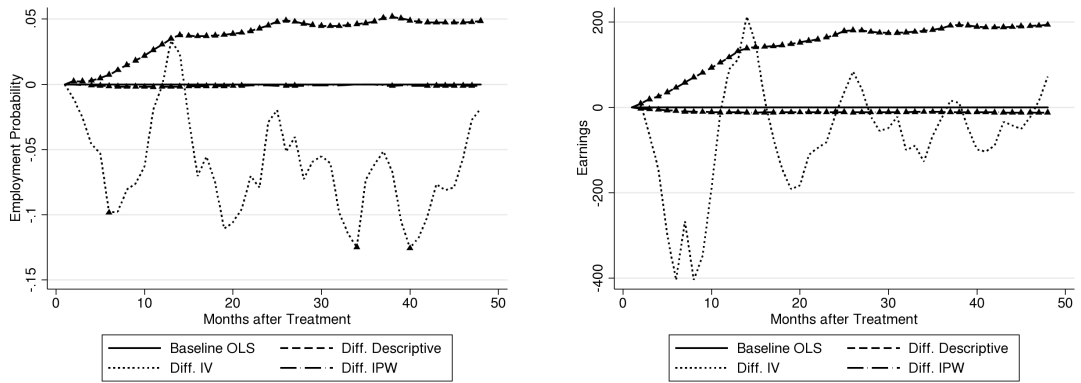 Employment Probability
.05
0
-.05
-.1
-.15
0 10 20 30 40 50
Months after Treatment
Baseline OLS
Diff. Descriptive
Diff. IV
Diff. IPW
Earnings
200
0
-200
-400
0 10 20 30 40 50
Months after Treatment
Baseline OLS
Diff. Descriptive
Diff. IV
Diff. IPW